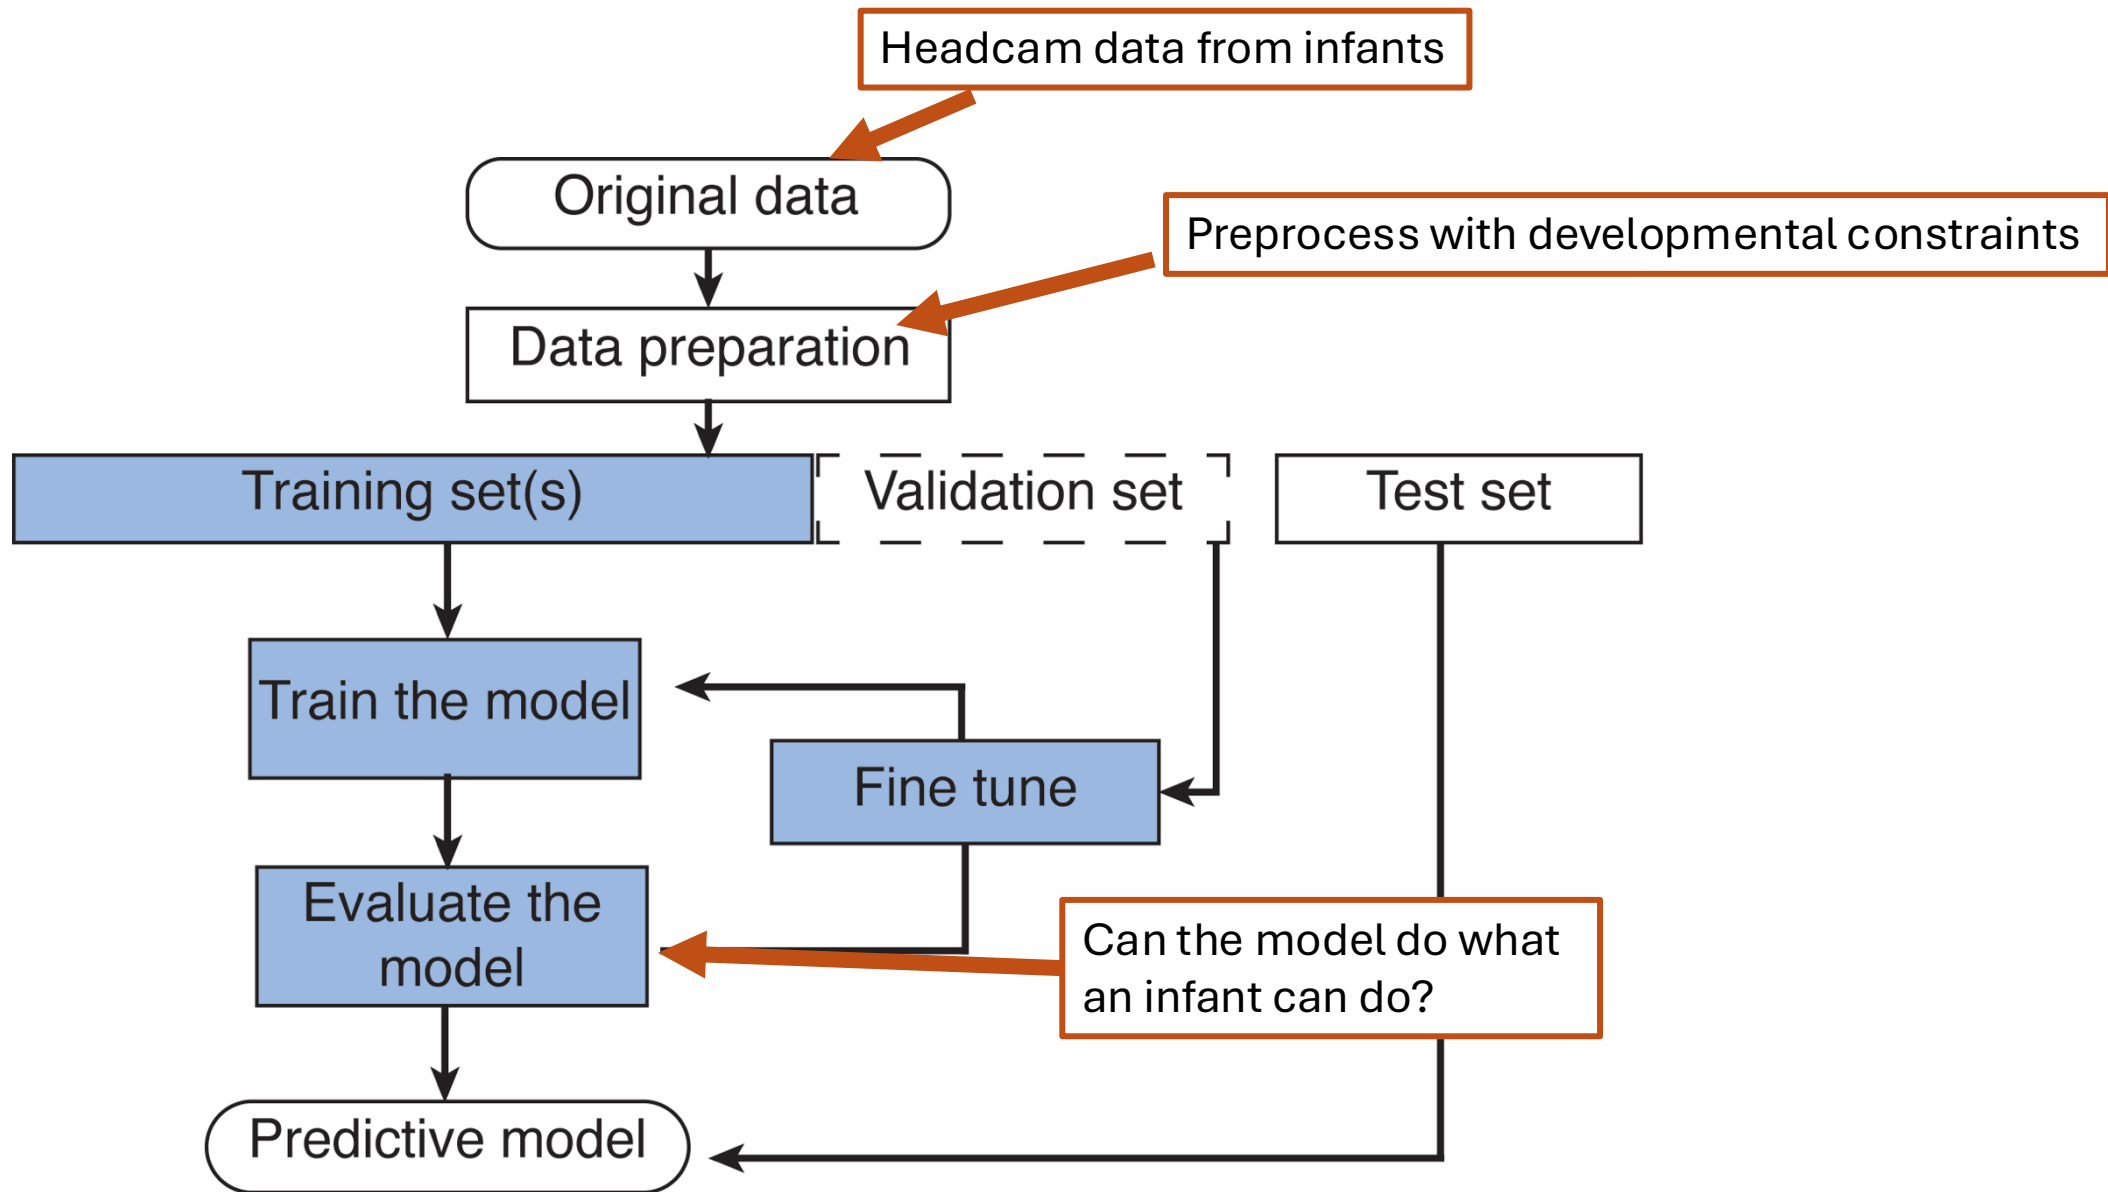 Headcam data from infants
Original data
Preprocess with developmental constraints
Data preparation
Training set(s)
Validation set
Test set
Train the model
Fine tune
Evaluate the
model
Can the model do what
an infant can do?
Predictive model